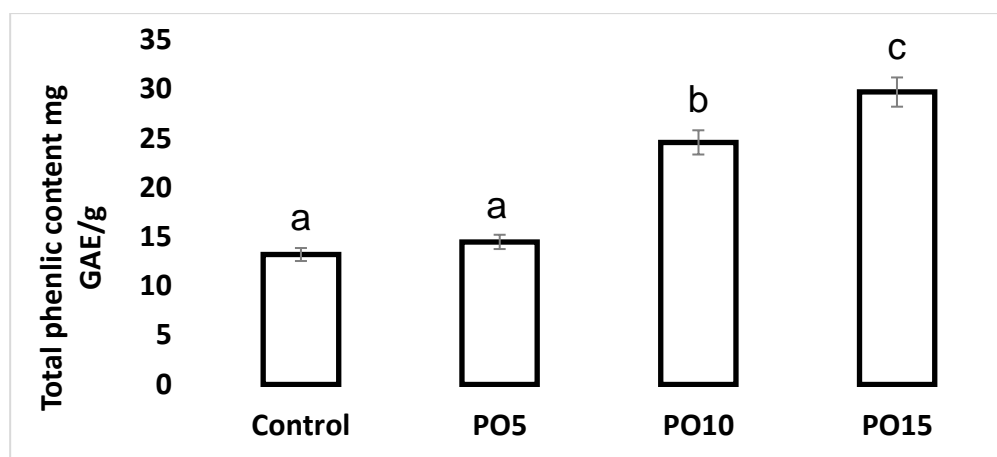 Total phenlic content mg
GAE/g
35
30
25
20
15
10
5
0
a
a
b
c
Control
PO5
PO10
PO15